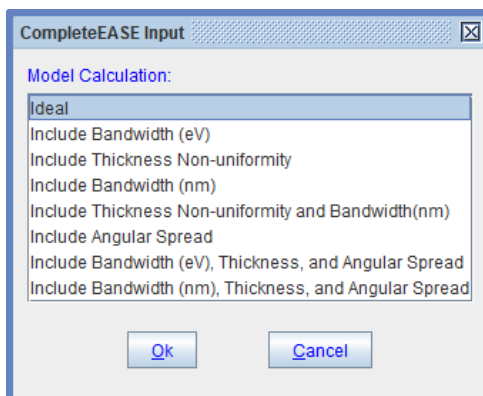 CompleteEASE Input
Model Calculation:
Ideal
Include Bandwidth (eV)
Include Thickness Non-uniformity
Include Bandwidth (nm)
Include Thickness Non-uniformity and Bandwidth(nm)
Include Angular Spread
Include Bandwidth (eV), Thickness, and Angular Spread
Include Bandwidth (nm), Thickness, and Angular Spread
Ok Cancel